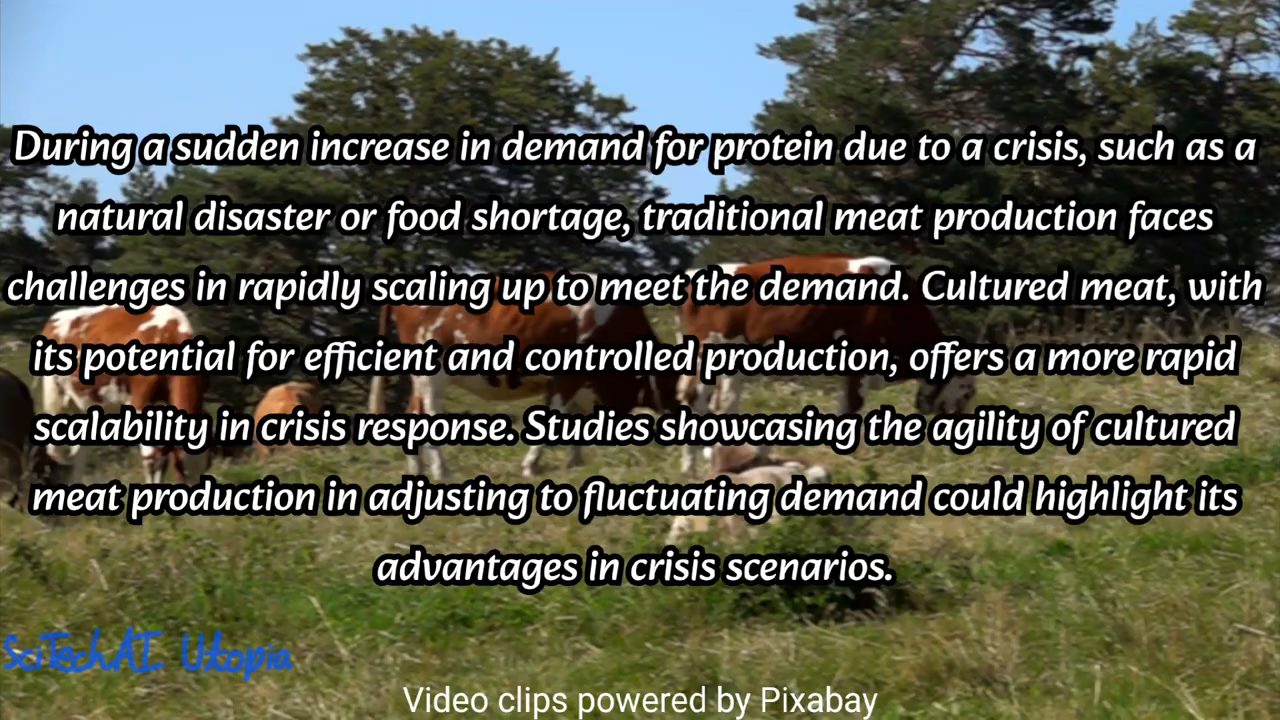 During a sudden increase in demand for protein due to a crisis, such as a
natural disaster or food shortage, traditional meat production faces
challenges in rapidly scaling up to meet the demand. Cultured meat, with
its potential for efficient and controlled production, offers a more rapid
scalability in crisis response. Studies showcasing the agility of cultured
meat production in adjusting to fluctuating demand could highlight its
advantages in crisis scenarios.
SciTechAI Utopia
Video clips powered by Pixabay